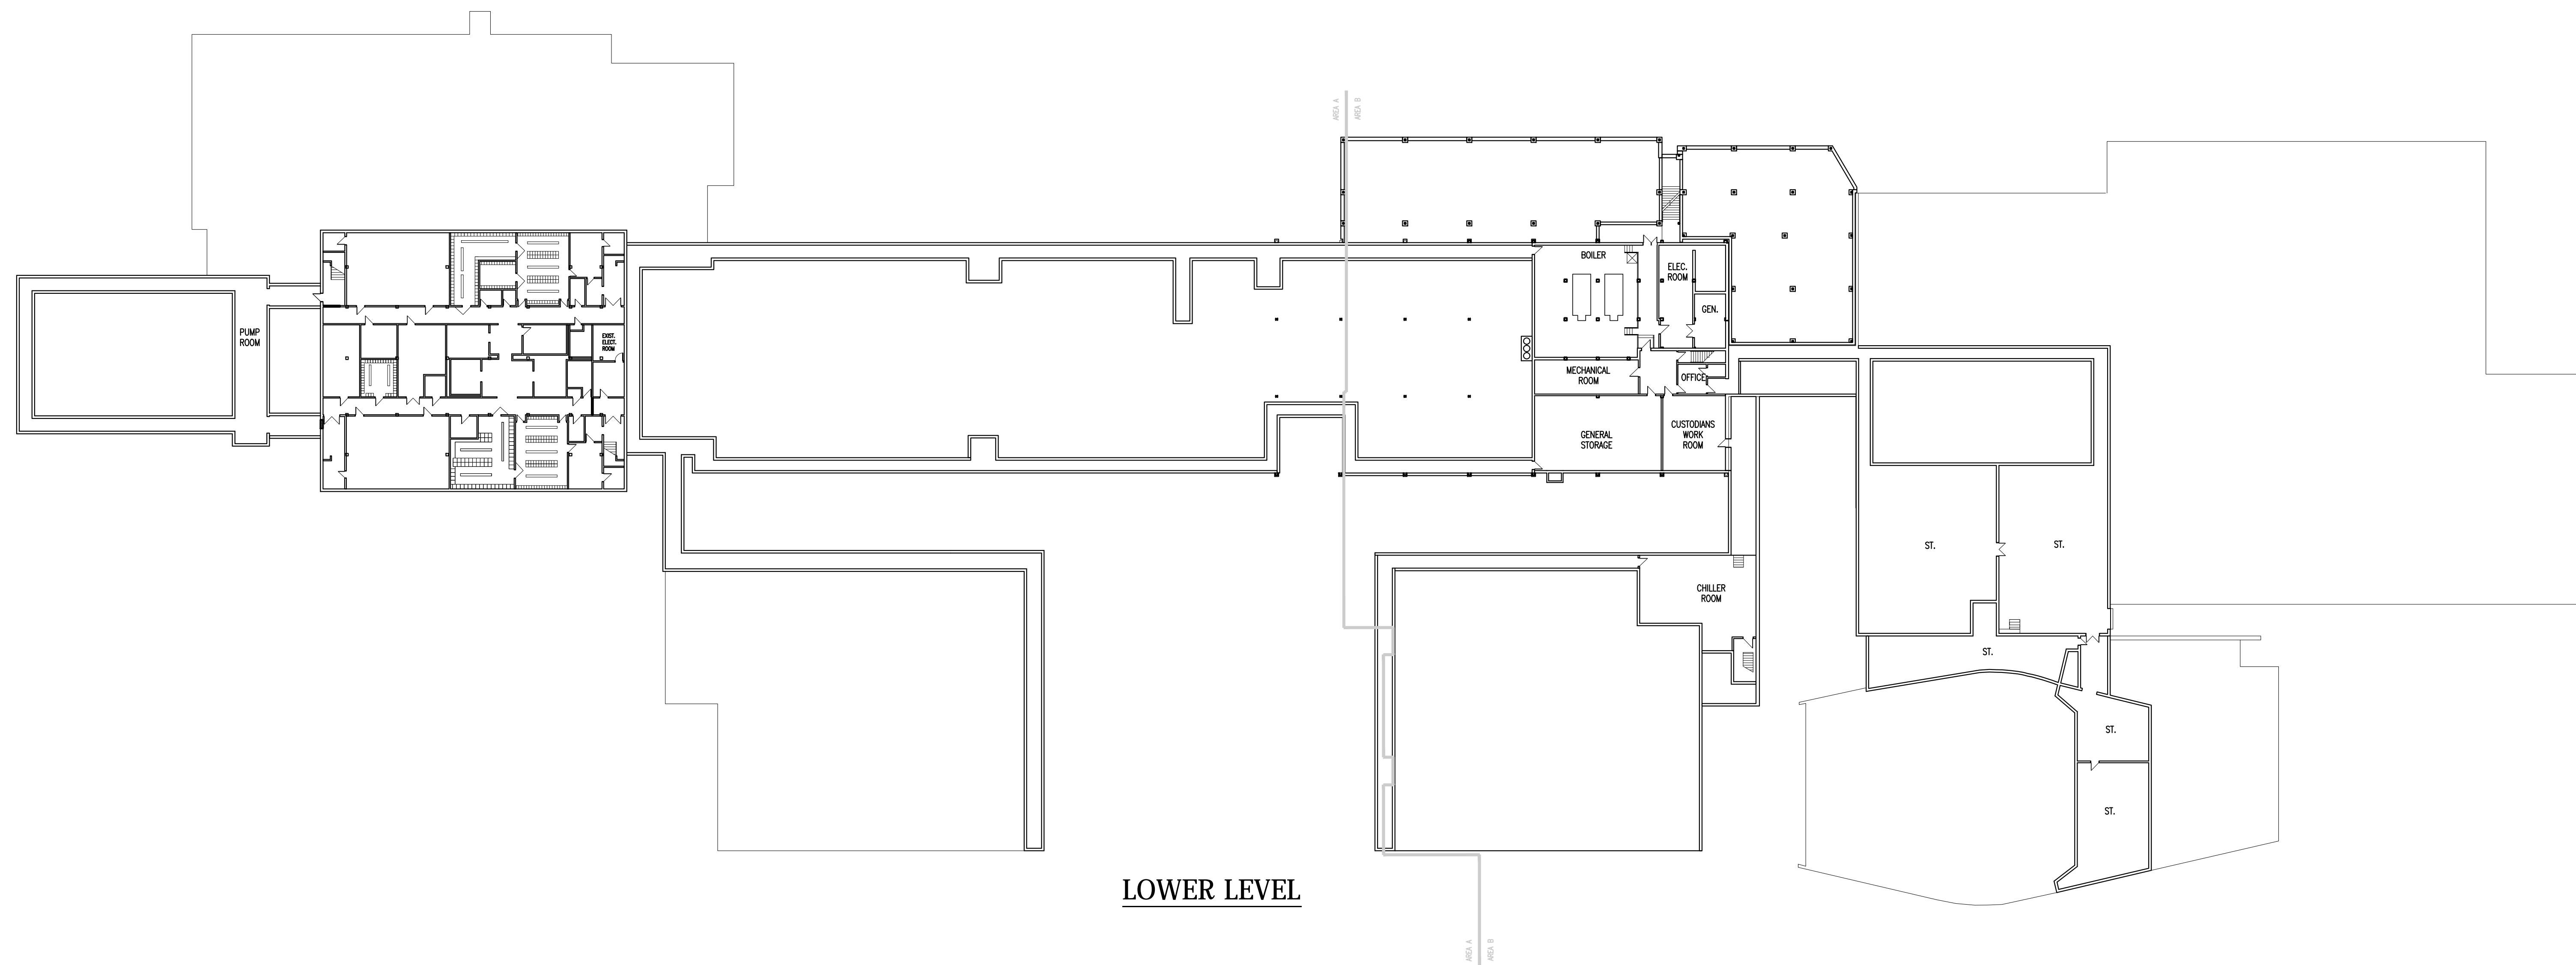 AREA A
AREA B
BOILER
ELEC.
ROOM
GEN.
PUMP
ROOM
EXIST.
ELECT.
ROOM
MECHANICAL
ROOM
OFFICE
GENERAL
STORAGE
CUSTODIANS
WORK
ROOM
ST.
ST.
CHILLER
ROOM
ST.
ST.
ST.
LOWER LEVEL
AREA A
AREA B